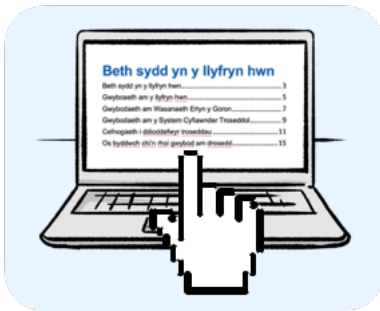 Beth sydd yn y llyfryn hwn
Beth sydd yn y llyfryn hwn 3
Gwybodaeth am y llyfryn hwn 5
Gwybodaeth am Wasanaeth Erlyn y Goron 7
Gwybodaeth am y System Cyfiawnder Troseddol 9
Cefnogaeth i ddioddefwyr troseddau 11
Os byddwch chi'n rhoi gwybod am drosedd 15